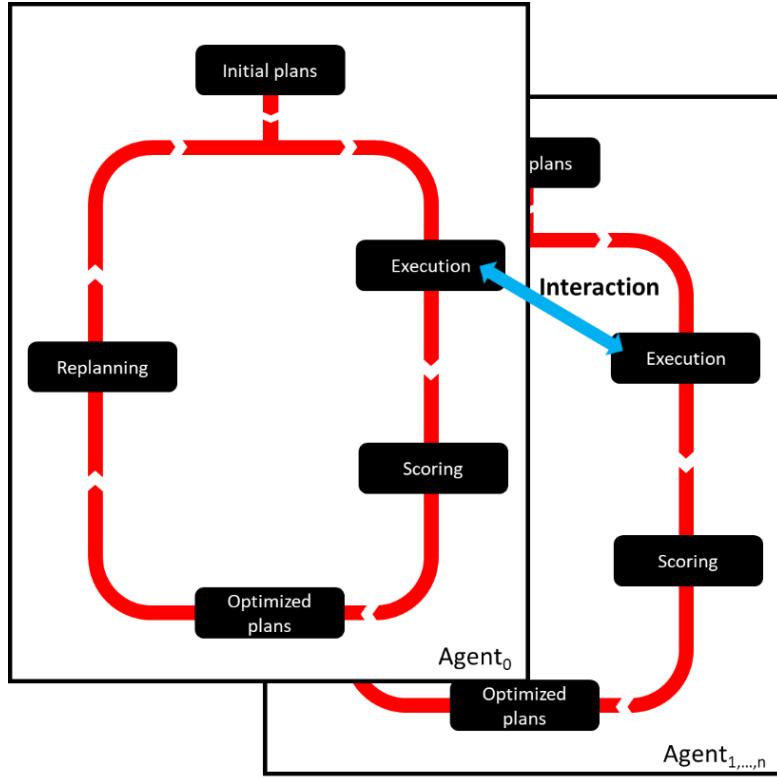 Initial plans
Execution
Replanning
Scoring
Optimized
plans
Agent0
plans
Interaction
Execution
Scoring
Optimized
plans
Agent1,...,n